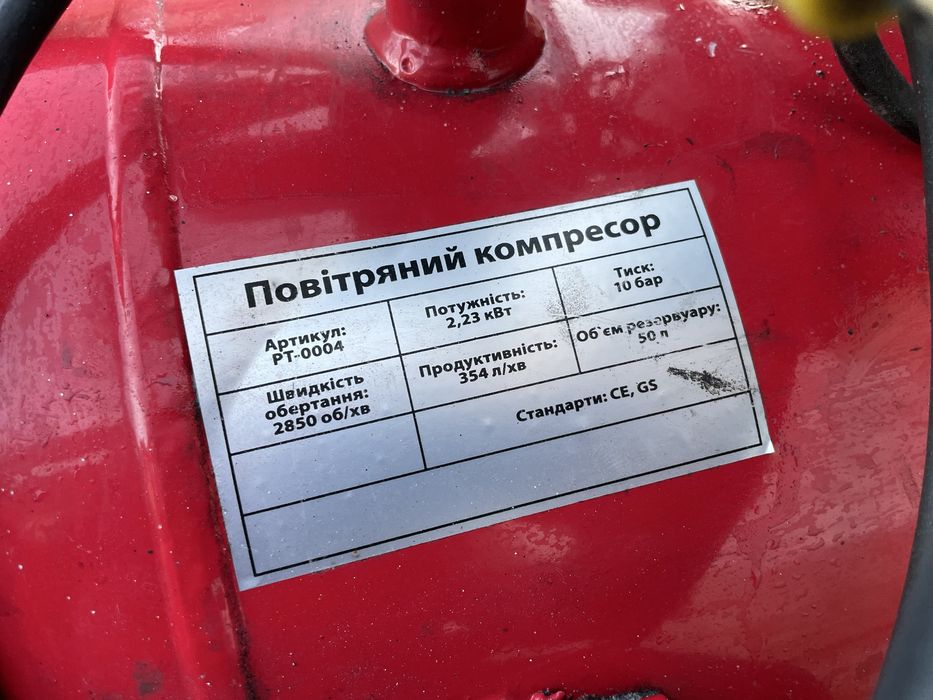 Повітряний компресор
Артикул:
PT-0004
Потужність:
2,23 кВт
Тиск:
10 бар
Швидкість
обертання:
2850 об/хв
Продуктивність:
354 л/хв
Об`єм резервуару:
50 л
Стандарти: CE, GS